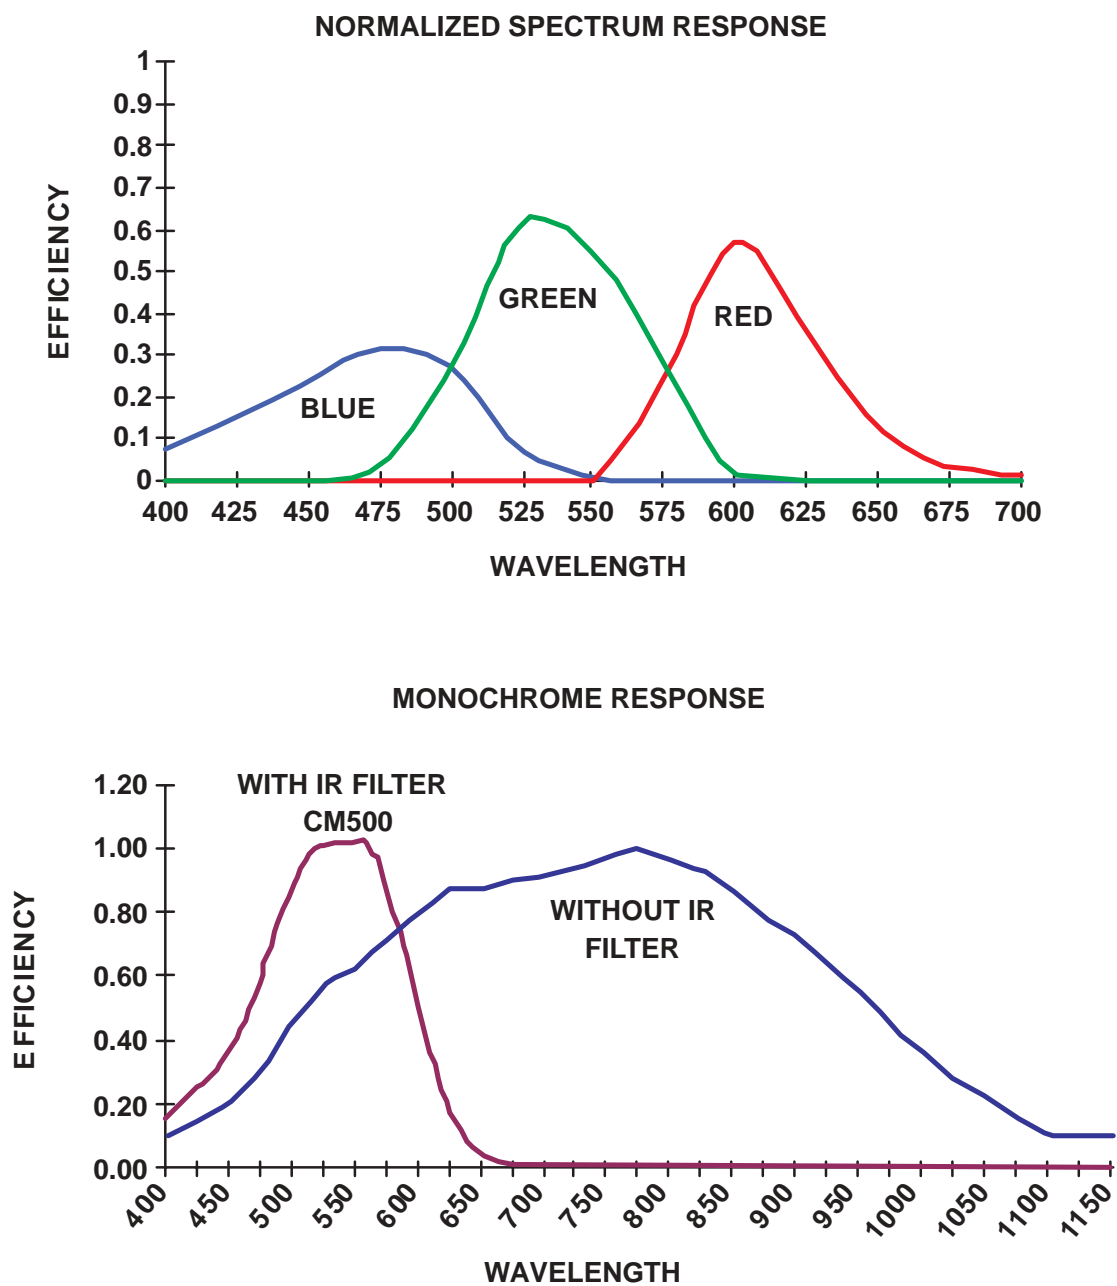 NORMALIZED SPECTRUM RESPONSE
1
0.9
0.8
0.7
0.6
0.5
0.4
0.3
0.2
0.1
0
EFFICIENCY
BLUE
GREEN
RED
400 425 450 475 500 525 550 575 600 625 650 675 700
WAVELENGTH
MONOCHROME RESPONSE
1.20
1.00
0.80
0.60
0.40
0.20
0.00
EFFICIENCY
WITH IR FILTER
CM500
WITHOUT IR
FILTER
400 450 500 550 600 650 700 750 800 850 900 950 1000 1050 1100 1150
WAVELENGTH